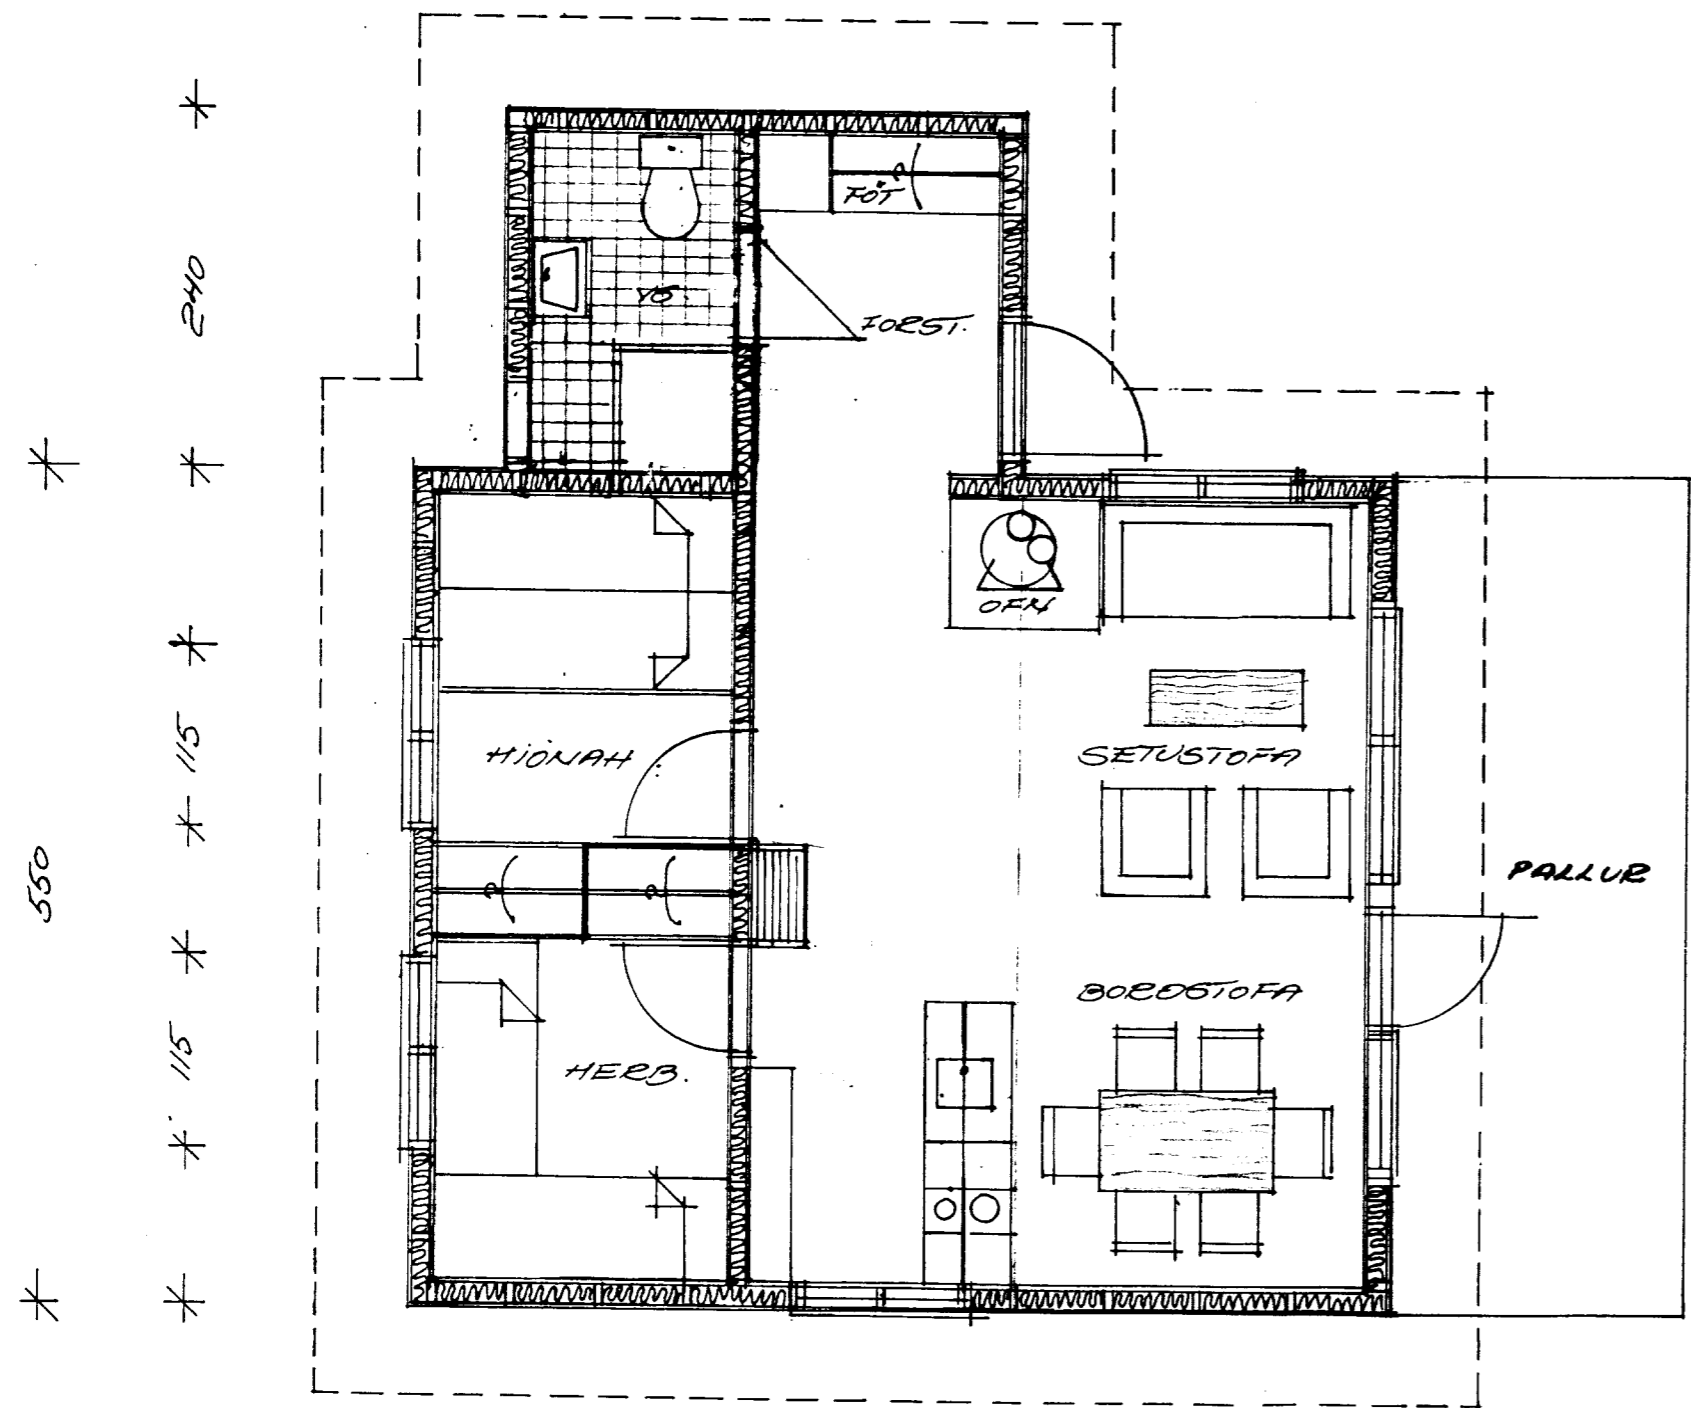 FÖT
240
FORST.
OFN
115
HJÓNAH
SETUSTOFA
550
PALLUR
BORÐSTOFA
115
HERB.